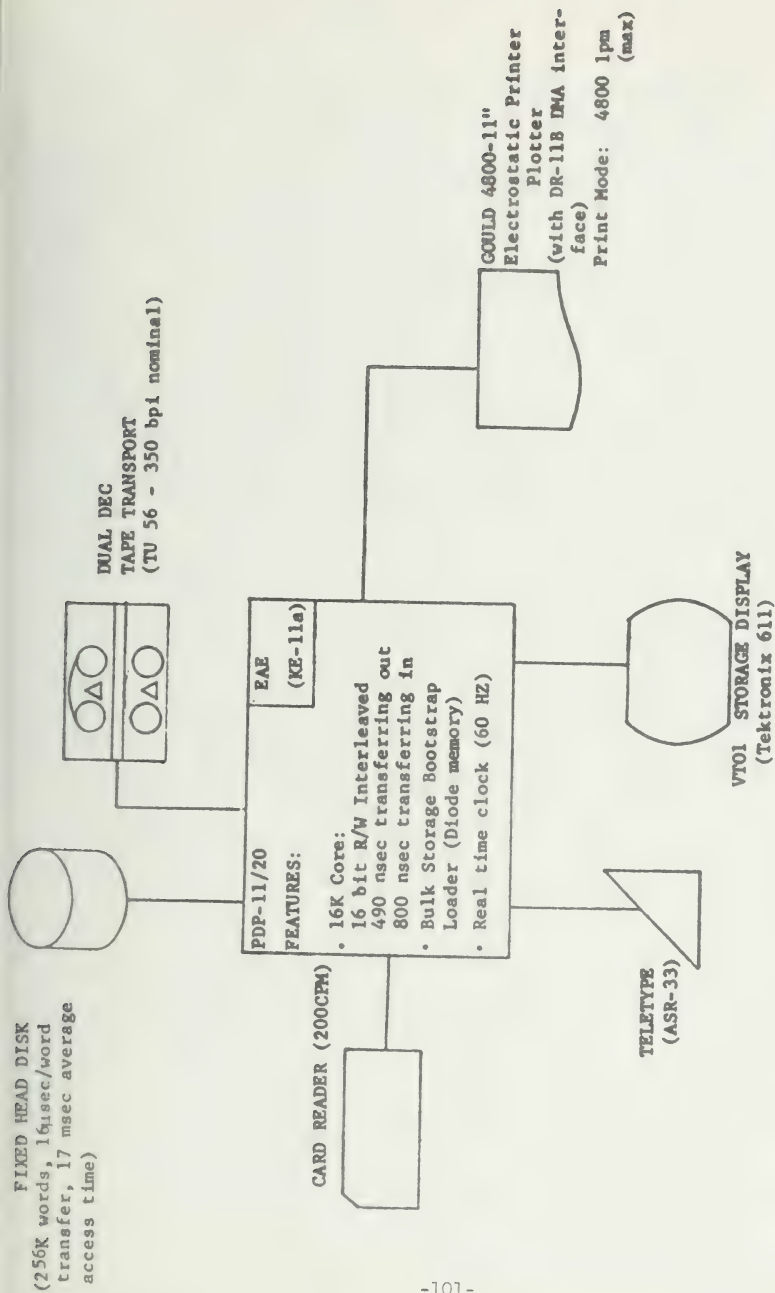 FIXED HEAD DISK
(256K words, 16µsec/word
transfer, 17 msec average
access time)
DUAL DEC
TAPE TRANSPORT
(TU 56 - 350 bpi nominal)
PDP-11/20
EAE
(KE-11a)
FEATURES:
• 16K Core:
16 bit R/W Interleaved
490 nsec transferring out
800 nsec transferring in
• Bulk Storage Bootstrap
Loader (Diode memory)
• Real time clock (60 HZ)
CARD READER (200CPM)
GOULD 4800-11"
Electrostatic Printer
Plotter
(with DR-11B DMA inter-
face)
Print Mode: 4800 lpm
(max)
TELETYPE
(ASR-33)
VT01 STORAGE DISPLAY
(Tektronix 611)
-101-